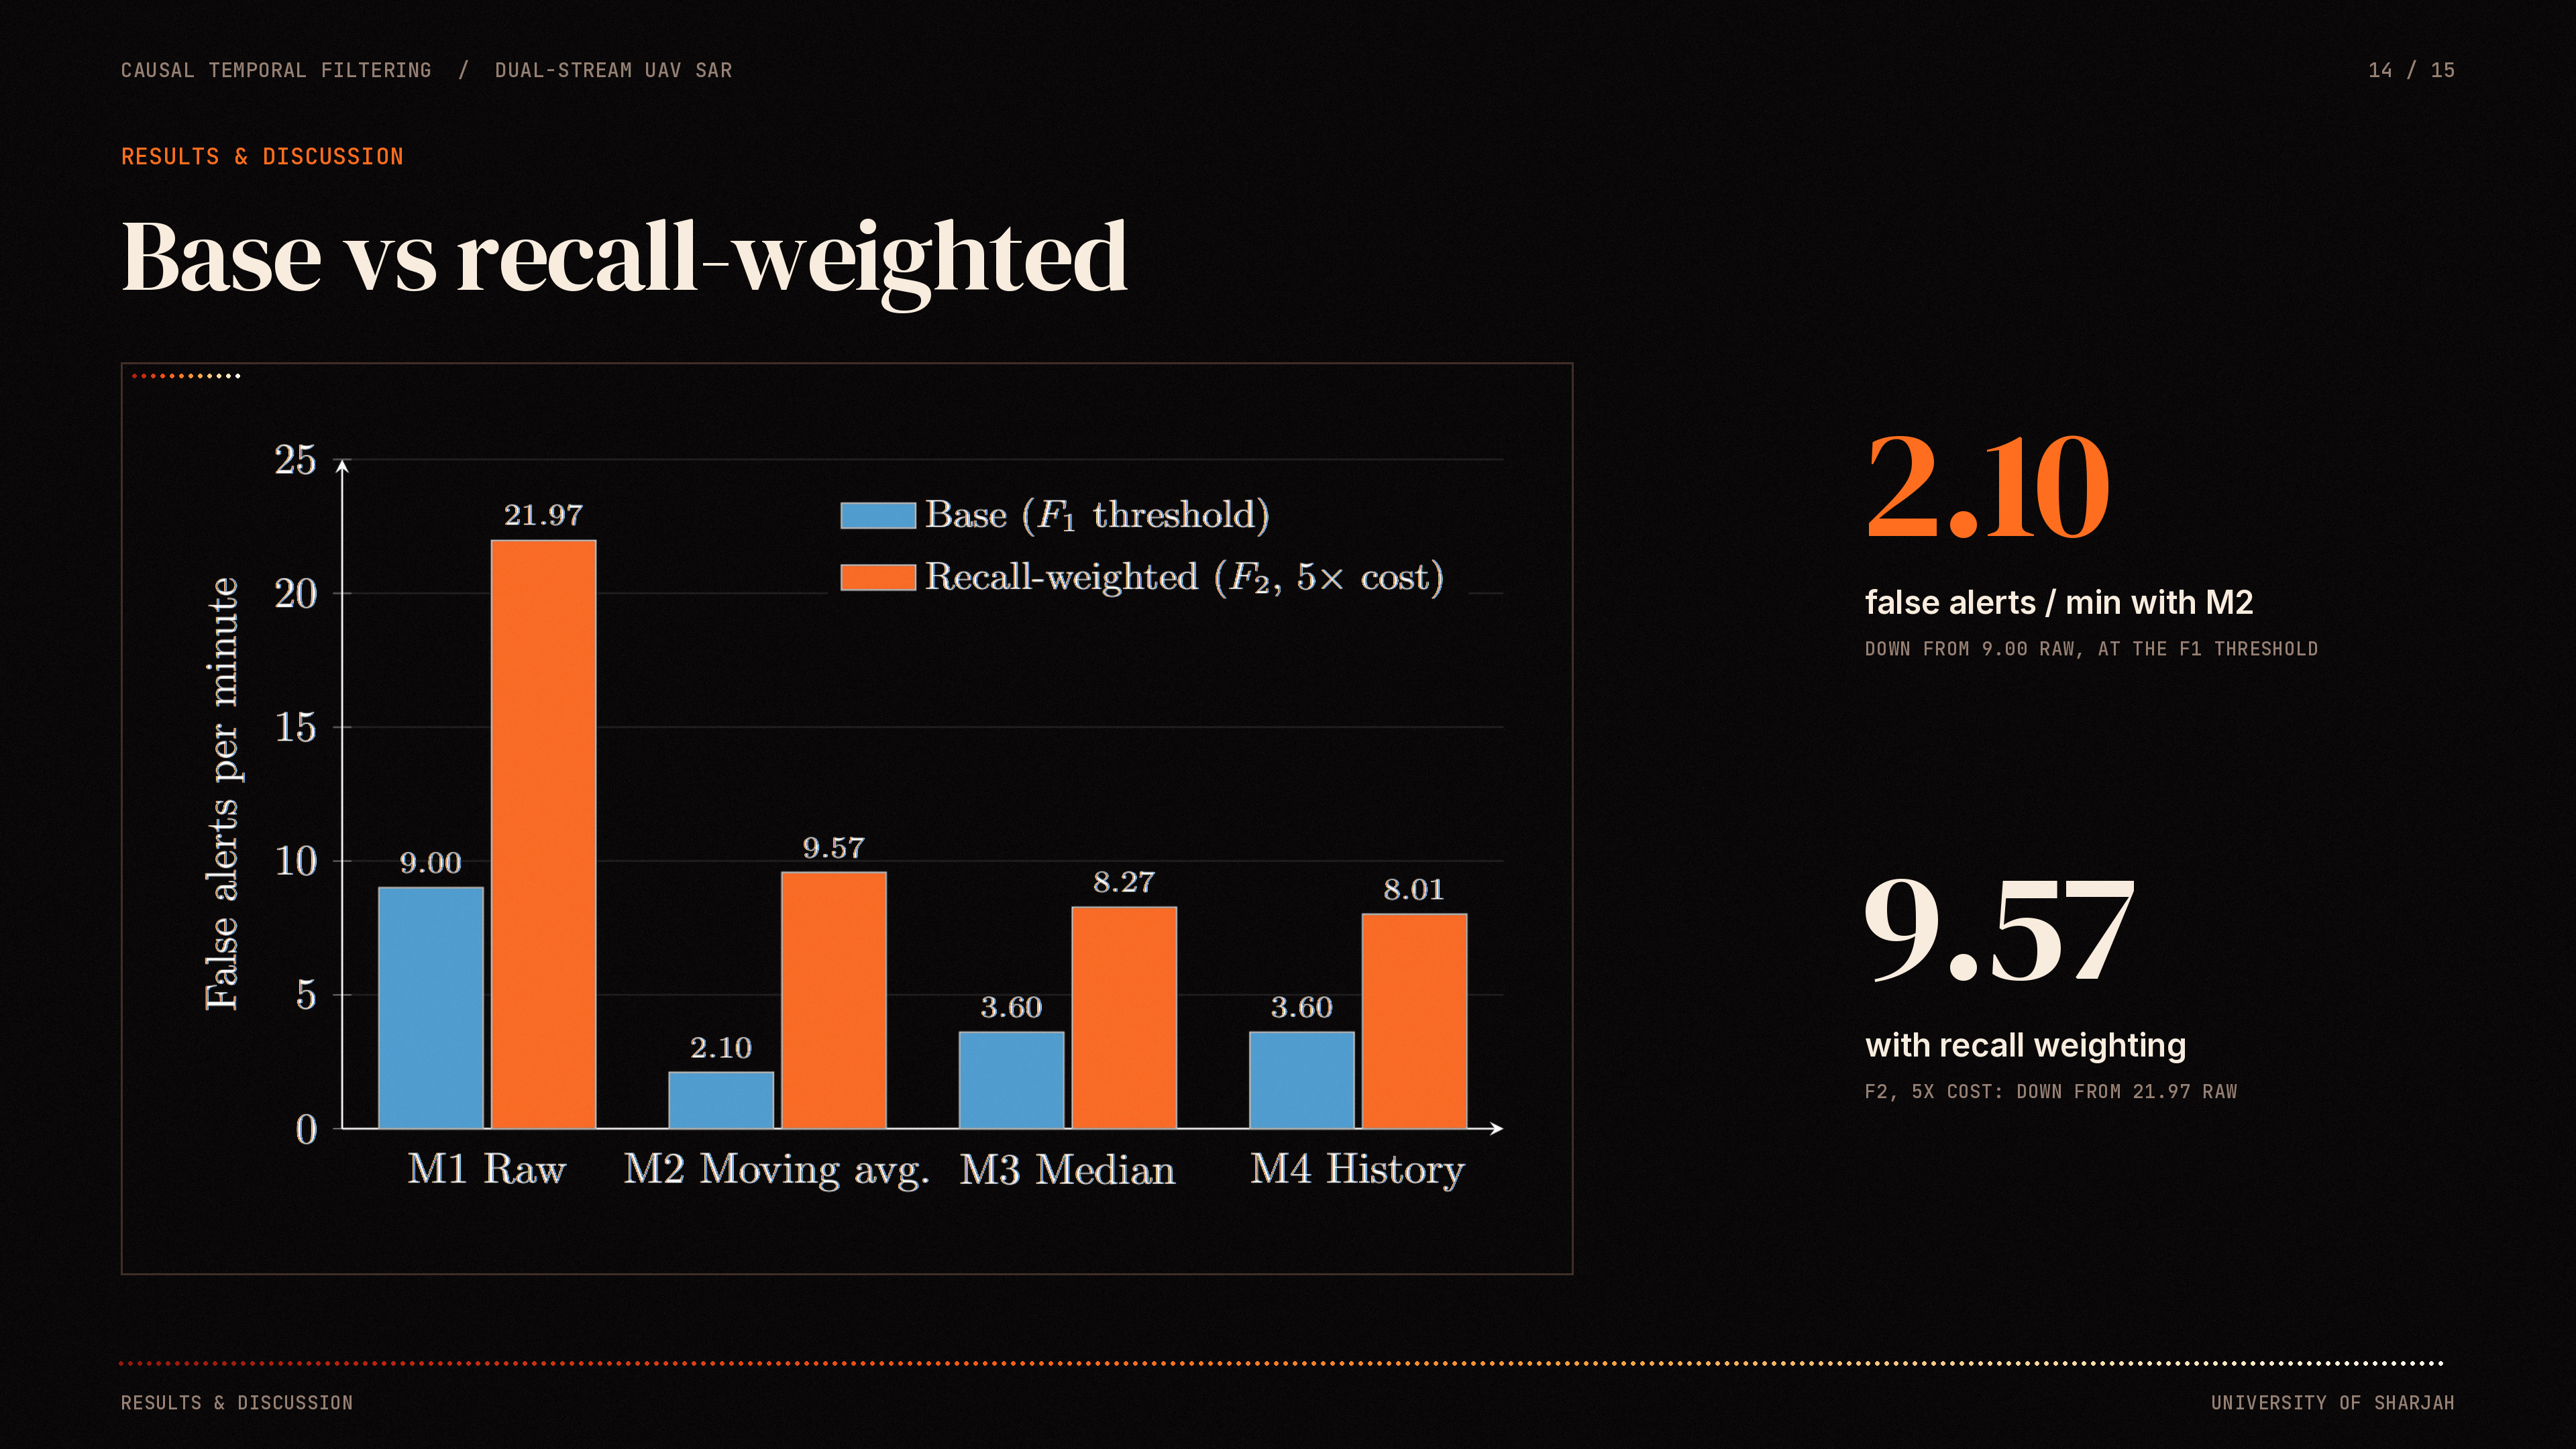 CAUSAL TEMPORAL FILTERING / DUAL-STREAM UAV SAR
14 / 15
RESULTS & DISCUSSION
Base vs recall-weighted
False alerts per minute
25
20
15
10
5
0
Base (F₁ threshold)
Recall-weighted (F₂, 5× cost)
9.00
21.97
2.10
9.57
3.60
8.27
3.60
8.01
M1 Raw
M2 Moving avg.
M3 Median
M4 History
2.10
false alerts / min with M2
DOWN FROM 9.00 RAW, AT THE F1 THRESHOLD
9.57
with recall weighting
F2, 5X COST: DOWN FROM 21.97 RAW
RESULTS & DISCUSSION
UNIVERSITY OF SHARJAH